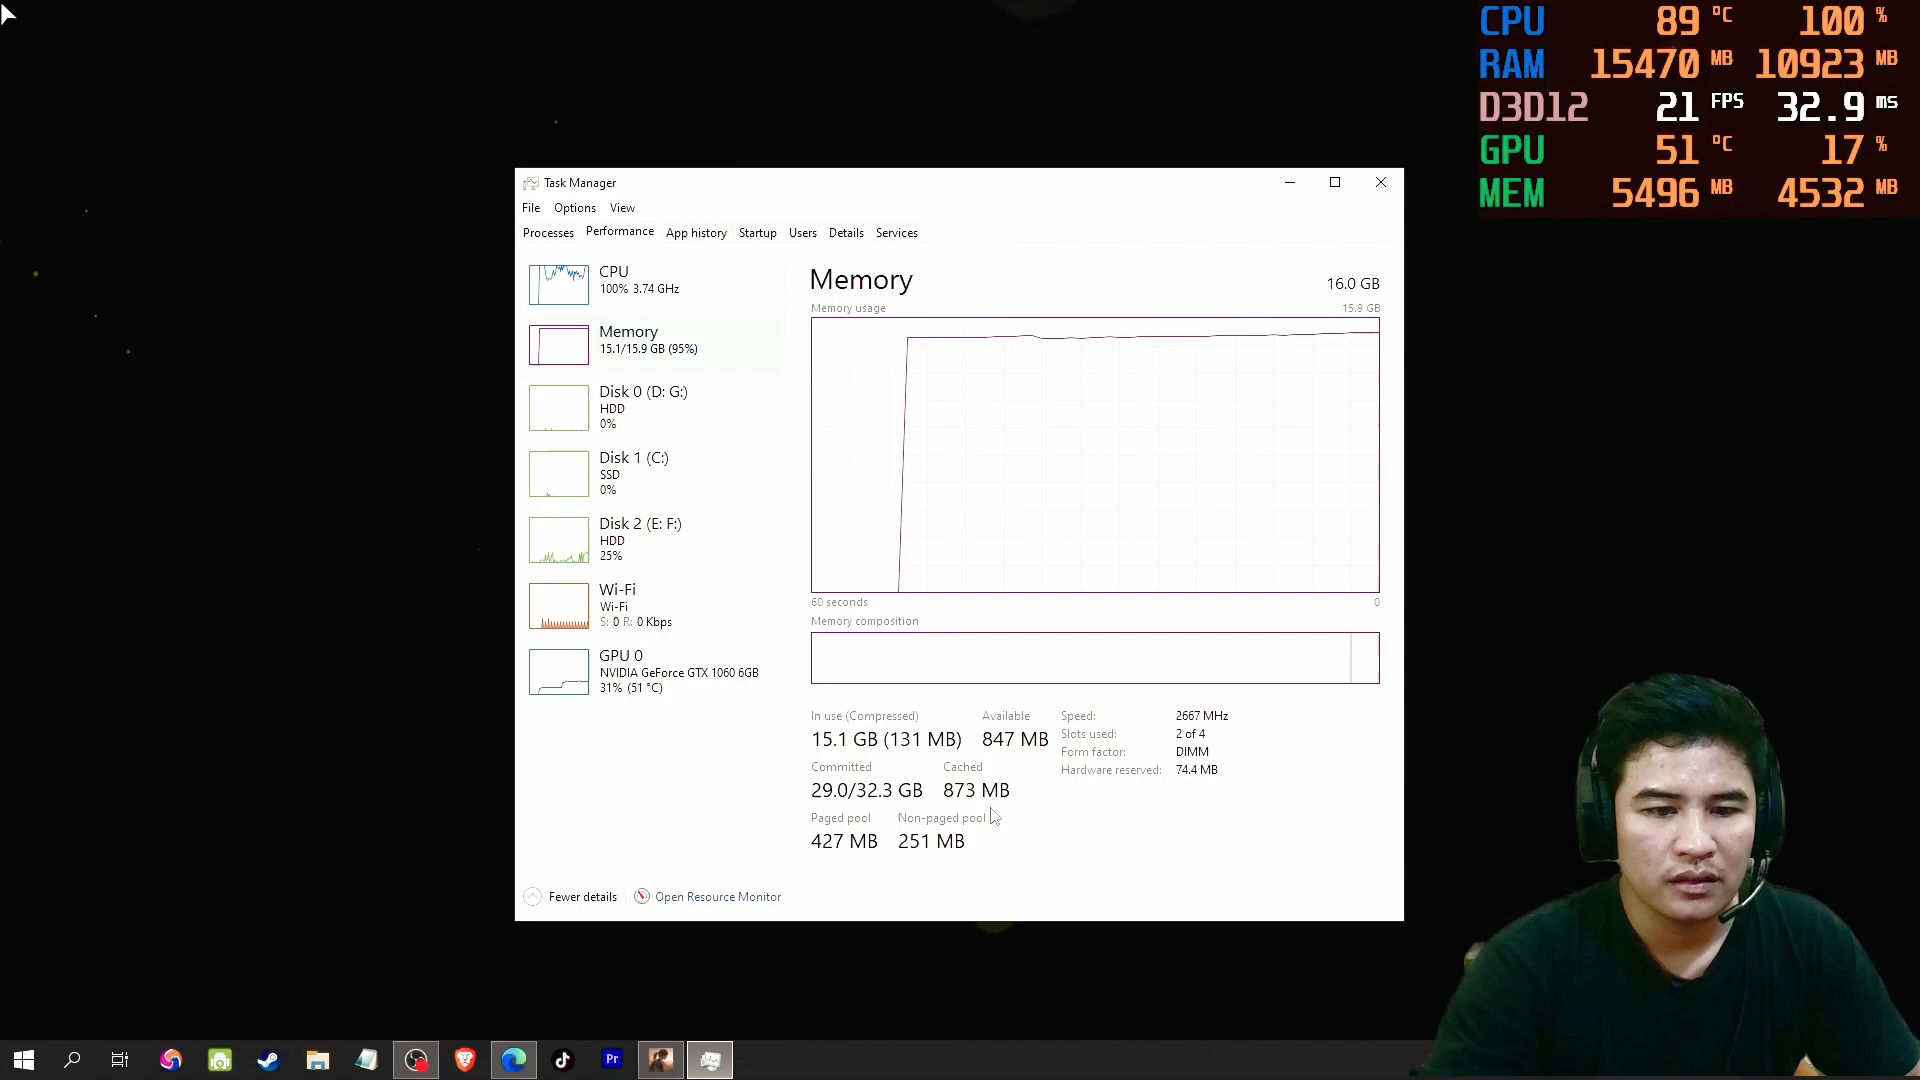 CPU 89 °C 100 %
RAM 15470 MB 10923 MB
D3D12 21 FPS 32.9 ms
GPU 51 °C 17 %
MEM 5496 MB 4532 MB
Task Manager
File Options View
Processes Performance App history Startup Users Details Services
CPU
100% 3.74 GHz
Memory
15.1/15.9 GB (95%)
Disk 0 (D: G:)
HDD
0%
Disk 1 (C:)
SSD
0%
Disk 2 (E: F:)
HDD
25%
Wi-Fi
Wi-Fi
S: 0 R: 0 Kbps
GPU 0
NVIDIA GeForce GTX 1060 6GB
31% (51 °C)
Memory 16.0 GB
Memory usage 15.9 GB
60 seconds 0
Memory composition
In use (Compressed) Available
15.1 GB (131 MB) 847 MB
Committed Cached
29.0/32.3 GB 873 MB
Paged pool Non-paged pool
427 MB 251 MB
Speed: 2667 MHz
Slots used: 2 of 4
Form factor: DIMM
Hardware reserved: 74.4 MB
Fewer details Open Resource Monitor
Pr